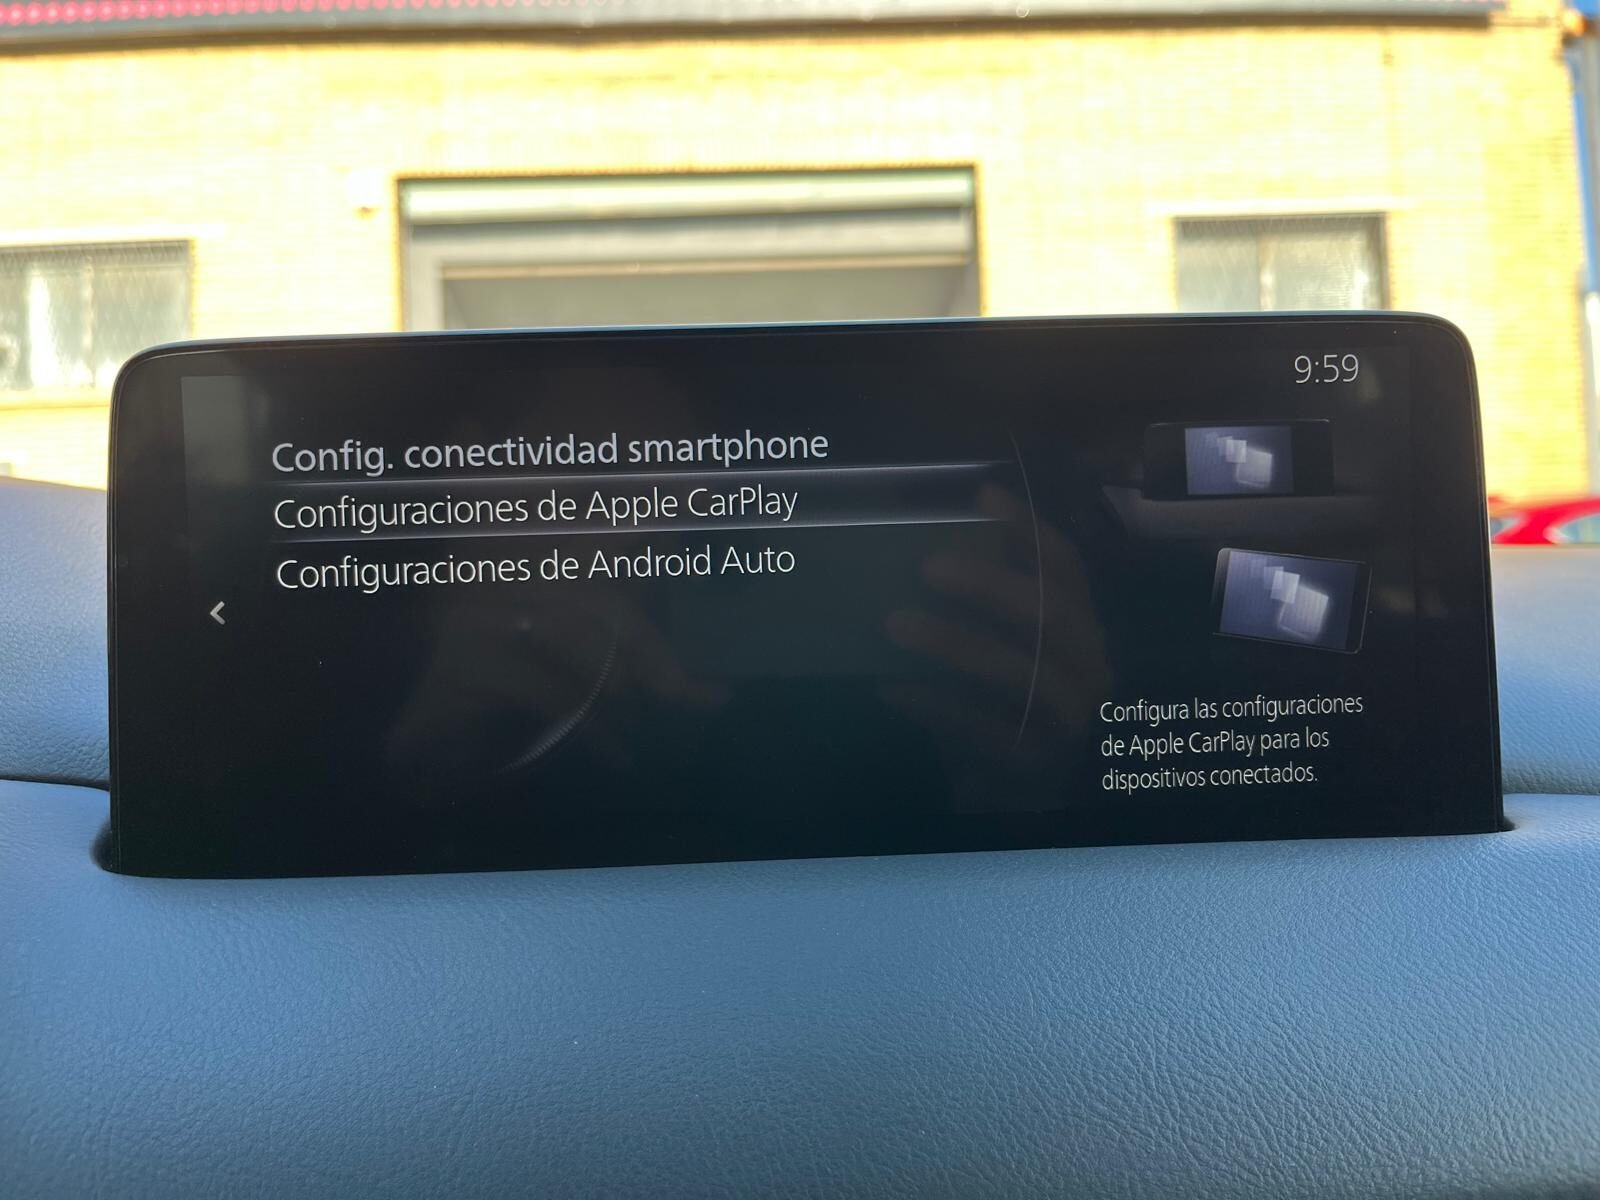 9:59
Config. conectividad smartphone
Configuraciones de Apple CarPlay
Configuraciones de Android Auto
Configura las configuraciones
de Apple CarPlay para los
dispositivos conectados.